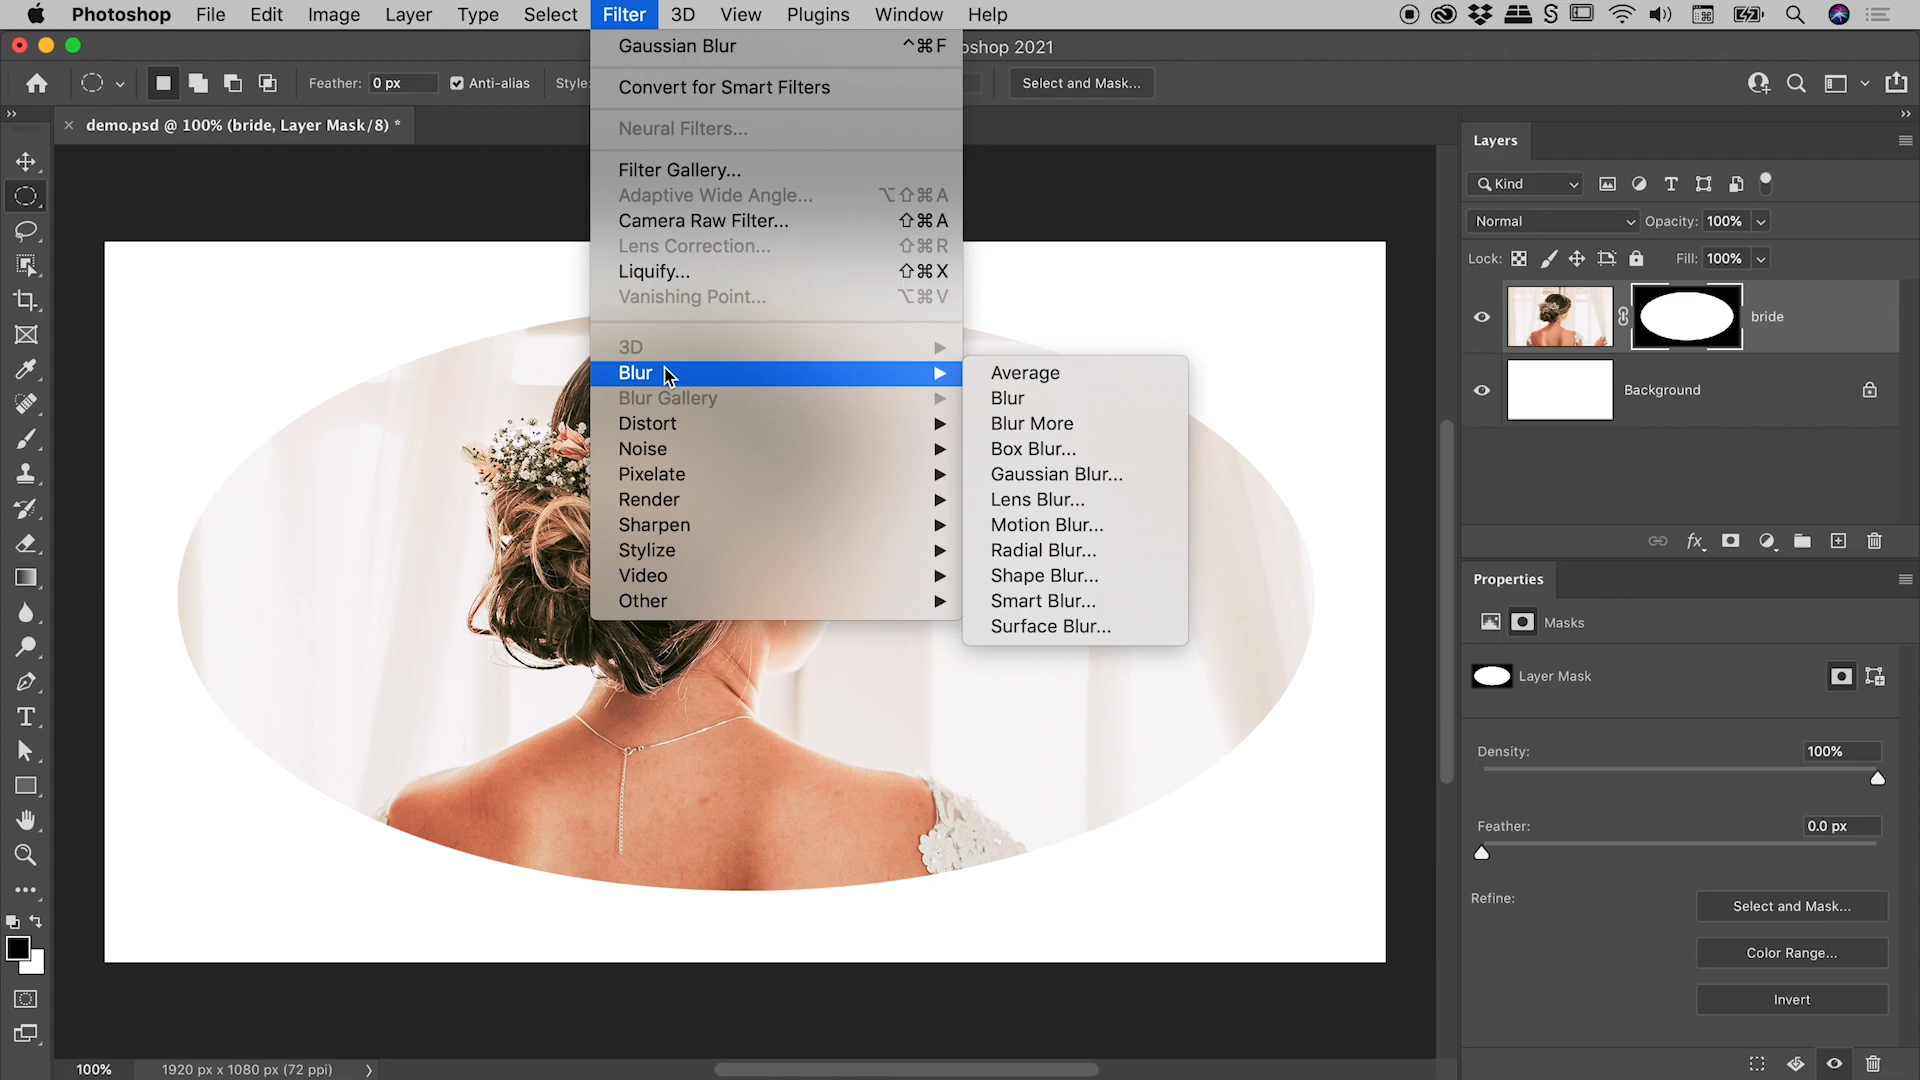 Photoshop File Edit Image Layer Type Select Filter 3D View Plugins Window Help
oshop 2021
Feather: 0 px Anti-alias Style: Select and Mask...
demo.psd @ 100% (bride, Layer Mask/8) *
Gaussian Blur ^⌘F
Convert for Smart Filters
Neural Filters...
Filter Gallery...
Adaptive Wide Angle... ⌥⇧⌘A
Camera Raw Filter... ⇧⌘A
Lens Correction... ⇧⌘R
Liquify... ⇧⌘X
Vanishing Point... ⌥⌘V
3D
Blur
Blur Gallery
Distort
Noise
Pixelate
Render
Sharpen
Stylize
Video
Other
Average
Blur
Blur More
Box Blur...
Gaussian Blur...
Lens Blur...
Motion Blur...
Radial Blur...
Shape Blur...
Smart Blur...
Surface Blur...
Layers
Kind
Normal Opacity: 100%
Lock: Fill: 100%
bride
Background
fx
Properties
Masks
Layer Mask
Density: 100%
Feather: 0.0 px
Refine: Select and Mask...
Color Range...
Invert
100% 1920 px x 1080 px (72 ppi)